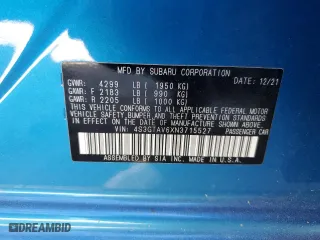 MFD BY SUBARU CORPORATION
DATE: 12/21
GVWR: 4299 LB (1950 KG)
GAWR: F 2183 LB (990 KG)
GAWR: R 2205 LB (1000 KG)
THIS VEHICLE CONFORMS TO ALL APPLICABLE
FEDERAL MOTOR VEHICLE
SAFETY, BUMPER, AND THEFT PREVENTION STANDARDS
IN EFFECT ON THE DATE OF MANUFACTURE SHOWN ABOVE.
VIN: 4S3GTAV6XN3715527 PASSENGER CAR
ASSEMBLED BY SIA INC. MADE IN U.S.A.
DREAMBID